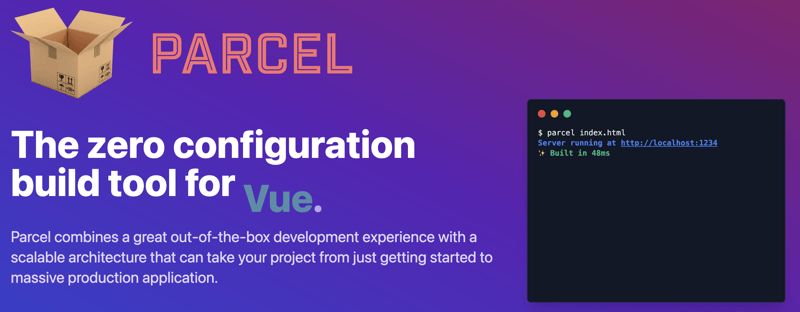 PARCEL
The zero configuration
build tool for Vue.
Parcel combines a great out-of-the-box development experience with a
scalable architecture that can take your project from just getting started to
massive production application.
$ parcel index.html
Server running at http://localhost:1234
✨ Built in 48ms